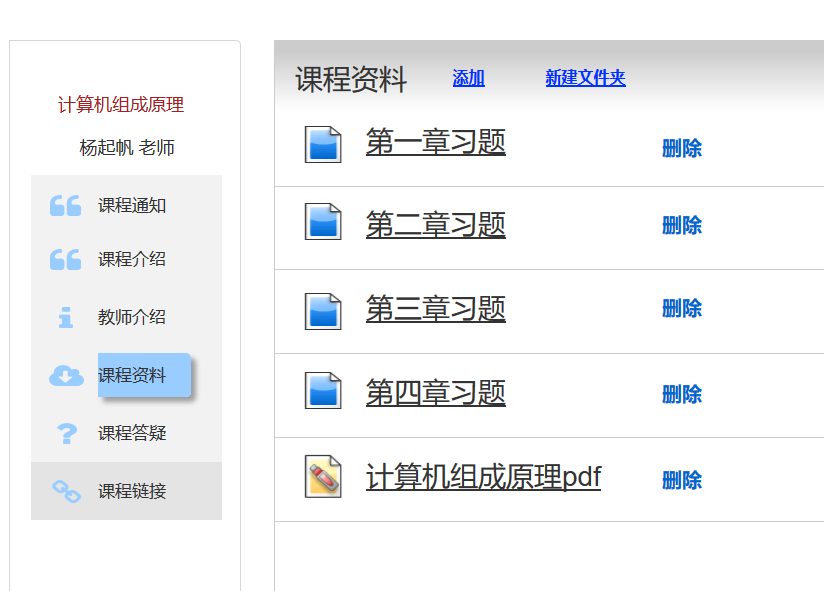 计算机组成原理
杨起帆 老师
课程通知
课程介绍
教师介绍
课程资料
课程答疑
课程链接
课程资料 添加 新建文件夹
第一章习题 删除
第二章习题 删除
第三章习题 删除
第四章习题 删除
计算机组成原理pdf 删除